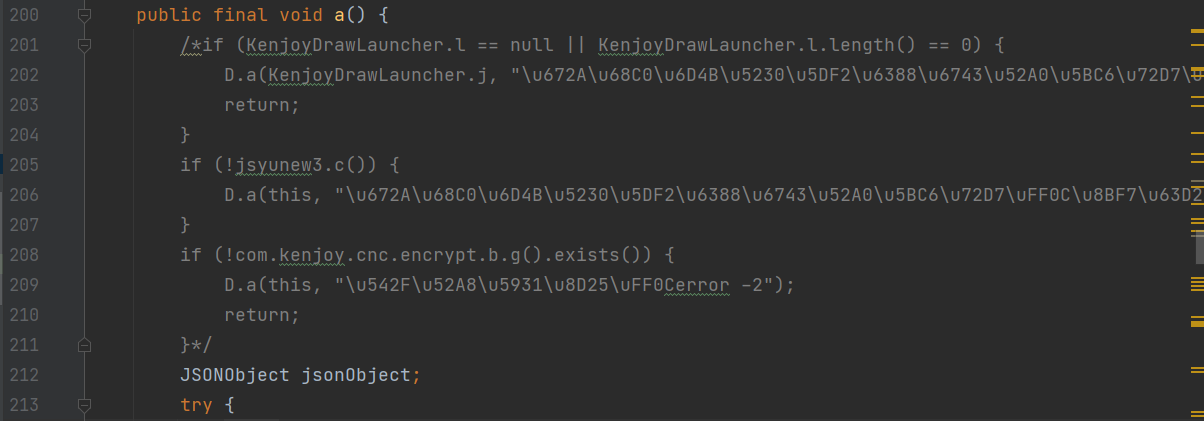 200 public final void a() {
201 /*if (KenjoyDrawLauncher.l == null || KenjoyDrawLauncher.l.length() == 0) {
202 D.a(KenjoyDrawLauncher.j, "\u672A\u68C0\u6D4B\u5230\u5DF2\u6388\u6743\u52A0\u5BC6\u72D7\u
203 return;
204 }
205 if (!jsyunew3.c()) {
206 D.a(this, "\u672A\u68C0\u6D4B\u5230\u5DF2\u6388\u6743\u52A0\u5BC6\u72D7\uFF0C\u8BF7\u63D2
207 }
208 if (!com.kenjoy.cnc.encrypt.b.g().exists()) {
209 D.a(this, "\u542F\u52A8\u5931\u8D25\uFF0Cerror -2");
210 return;
211 }*/
212 JSONObject jsonObject;
213 try {